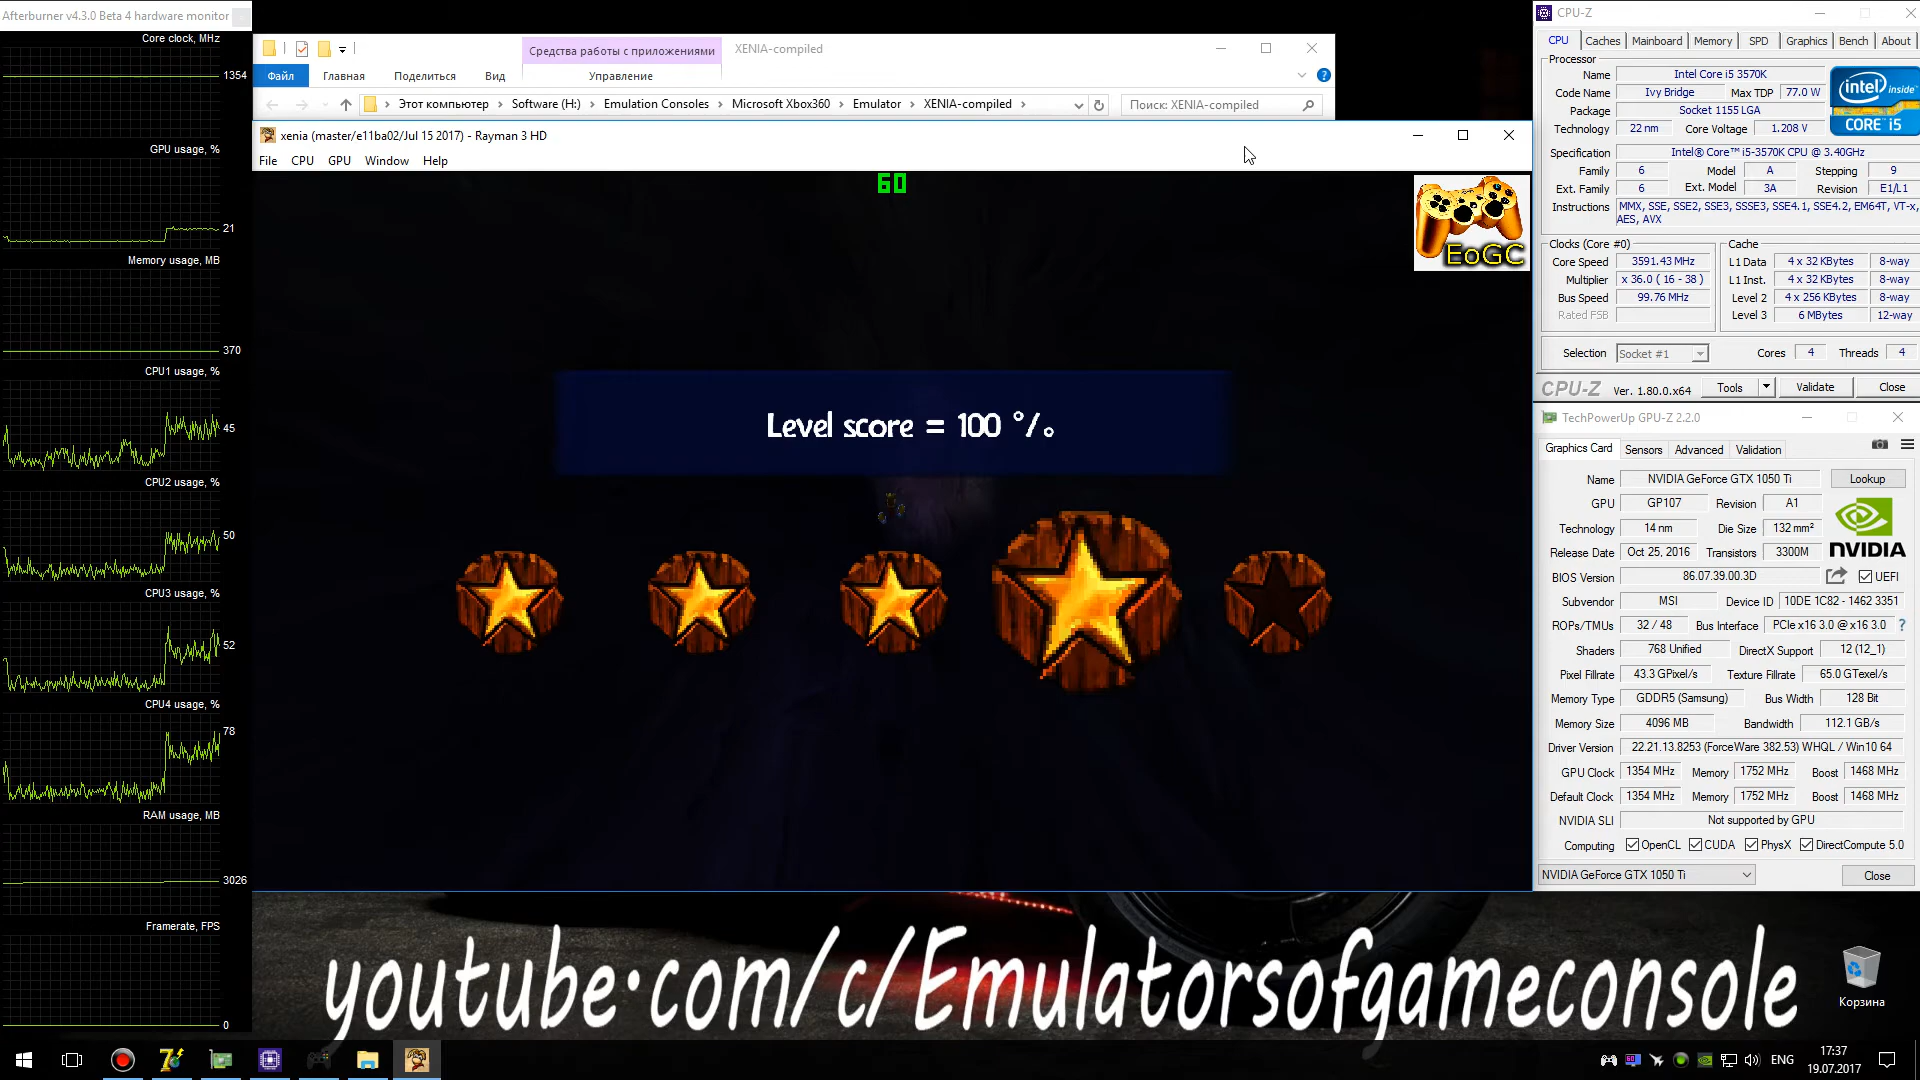 Afterburner v4.3.0 Beta 4 hardware monitor
Core clock, MHz
1354
GPU usage, %
21
Memory usage, MB
370
CPU1 usage, %
45
CPU2 usage, %
50
CPU3 usage, %
52
CPU4 usage, %
78
RAM usage, MB
3026
Framerate, FPS
0
Средства работы с приложениями
XENIA-compiled
Файл
Главная
Поделиться
Вид
Управление
Этот компьютер > Software (H:) > Emulation Consoles > Microsoft Xbox360 > Emulator > XENIA-compiled >
Поиск: XENIA-compiled
xenia (master/e11ba02/Jul 15 2017) - Rayman 3 HD
File CPU GPU Window Help
60
EoGC
Level score = 100 %
CPU-Z
CPU Caches Mainboard Memory SPD Graphics Bench About
Processor
Name Intel Core i5 3570K
Code Name Ivy Bridge Max TDP 77.0 W
Package Socket 1155 LGA
Technology 22 nm Core Voltage 1.208 V
intel inside
CORE i5
Specification Intel® Core™ i5-3570K CPU @ 3.40GHz
Family 6 Model A Stepping 9
Ext. Family 6 Ext. Model 3A Revision E1/L1
Instructions MMX, SSE, SSE2, SSE3, SSSE3, SSE4.1, SSE4.2, EM64T, VT-x,
AES, AVX
Clocks (Core #0)
Core Speed 3591.43 MHz
Multiplier x 36.0 ( 16 - 38 )
Bus Speed 99.76 MHz
Rated FSB
Cache
L1 Data 4 x 32 KBytes 8-way
L1 Inst. 4 x 32 KBytes 8-way
Level 2 4 x 256 KBytes 8-way
Level 3 6 MBytes 12-way
Selection Socket #1 Cores 4 Threads 4
CPU-Z Ver. 1.80.0.x64 Tools Validate Close
TechPowerUp GPU-Z 2.2.0
Graphics Card Sensors Advanced Validation
Name NVIDIA GeForce GTX 1050 Ti Lookup
GPU GP107 Revision A1
Technology 14 nm Die Size 132 mm²
Release Date Oct 25, 2016 Transistors 3300M
NVIDIA
BIOS Version 86.07.39.00.3D UEFI
Subvendor MSI Device ID 10DE 1C82 - 1462 3351
ROPs/TMUs 32 / 48 Bus Interface PCIe x16 3.0 @ x16 3.0 ?
Shaders 768 Unified DirectX Support 12 (12_1)
Pixel Fillrate 43.3 GPixel/s Texture Fillrate 65.0 GTexel/s
Memory Type GDDR5 (Samsung) Bus Width 128 Bit
Memory Size 4096 MB Bandwidth 112.1 GB/s
Driver Version 22.21.13.8253 (ForceWare 382.53) WHQL / Win10 64
GPU Clock 1354 MHz Memory 1752 MHz Boost 1468 MHz
Default Clock 1354 MHz Memory 1752 MHz Boost 1468 MHz
NVIDIA SLI Not supported by GPU
Computing OpenCL CUDA PhysX DirectCompute 5.0
NVIDIA GeForce GTX 1050 Ti Close
youtube.com/c/Emulatorsofgameconsole
Корзина
ENG
17:37
19.07.2017